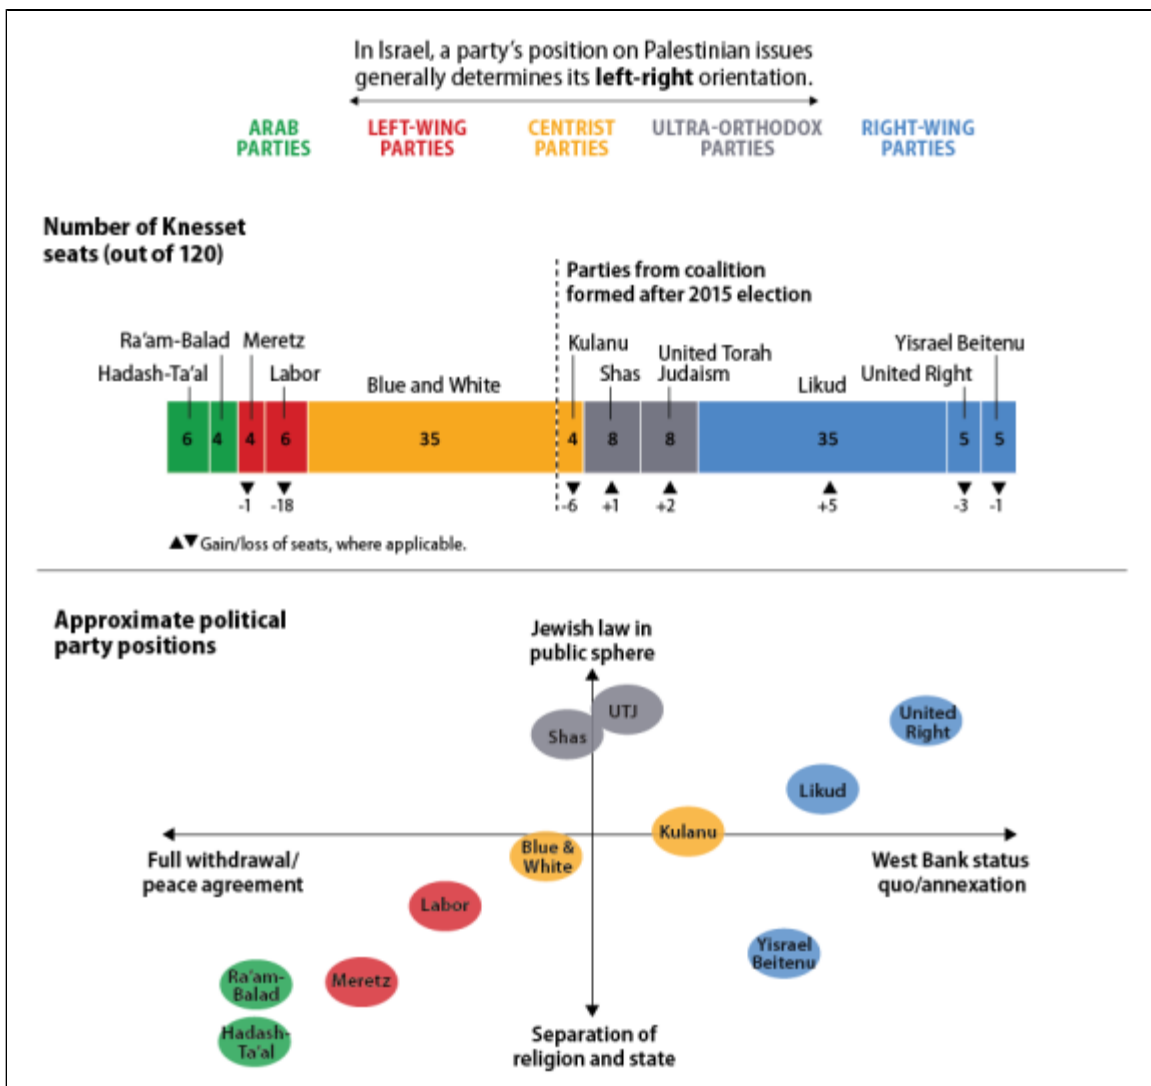 In Israel, a party's position on Palestinian issues
generally determines its left-right orientation.
ARAB
PARTIES
LEFT-WING
PARTIES
CENTRIST
PARTIES
ULTRA-ORTHODOX
PARTIES
RIGHT-WING
PARTIES
Number of Knesset
seats (out of 120)
Parties from coalition
formed after 2015 election
Ra'am-Balad
Meretz
Kulanu
United Torah
Judaism
Yisrael Beitenu
Hadash-Ta'al
Labor
Blue and White
Shas
Likud
United Right
6 4 4 6 35 4 8 8 35 5 5
-1 -18 -6 +1 +2 +5 -3 -1
▲▼Gain/loss of seats, where applicable.
Approximate political
party positions
Jewish law in
public sphere
UTJ
Shas
United
Right
Likud
Kulanu
Blue &
White
Full withdrawal/
peace agreement
West Bank status
quo/annexation
Labor
Yisrael
Beitenu
Ra'am-
Balad
Meretz
Hadash-
Ta'al
Separation of
religion and state